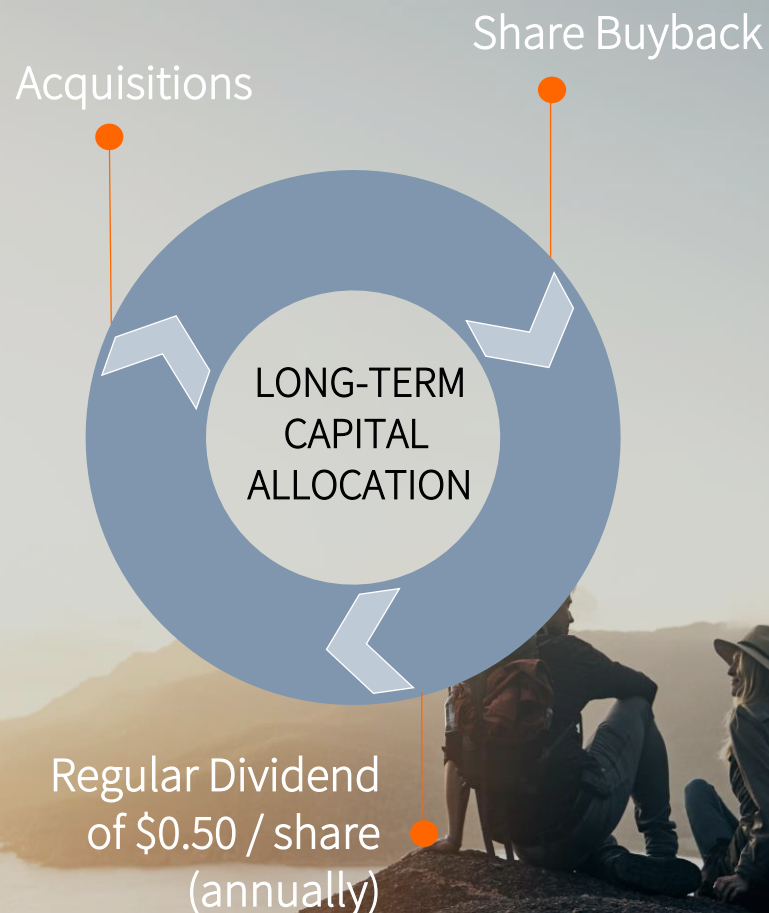 Share Buyback
Acquisitions
LONG-TERM
CAPITAL
ALLOCATION
Regular Dividend
of $0.50 / share
(annually)